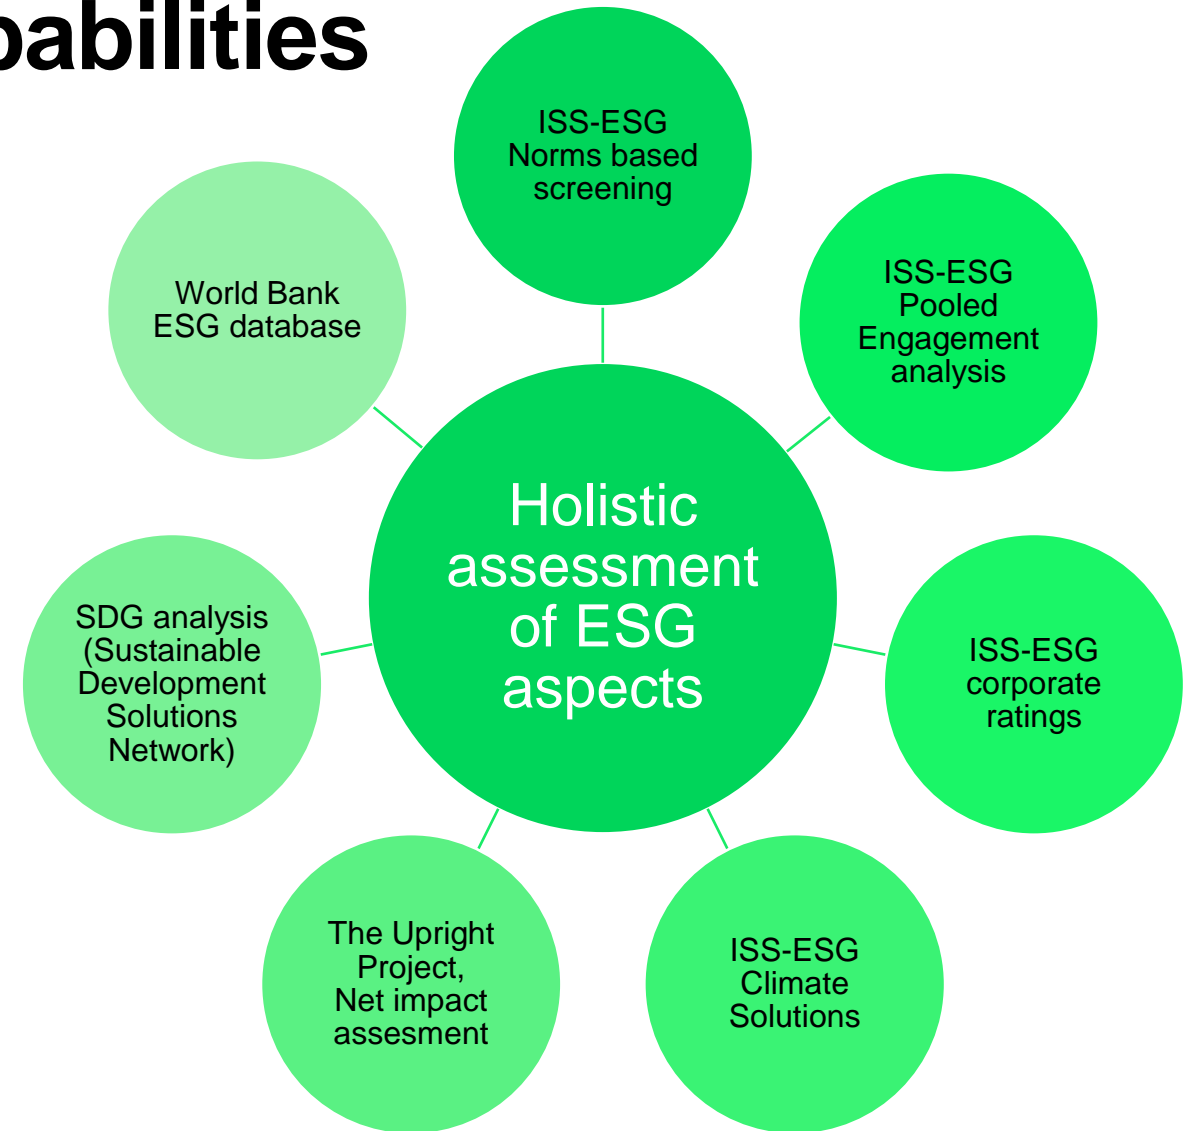 pabilities
ISS-ESG
Norms based
screening
ISS-ESG
Pooled
Engagement
analysis
ISS-ESG
corporate
ratings
ISS-ESG
Climate
Solutions
The Upright
Project,
Net impact
assesment
SDG analysis
(Sustainable
Development
Solutions
Network)
World Bank
ESG database
Holistic
assessment
of ESG
aspects